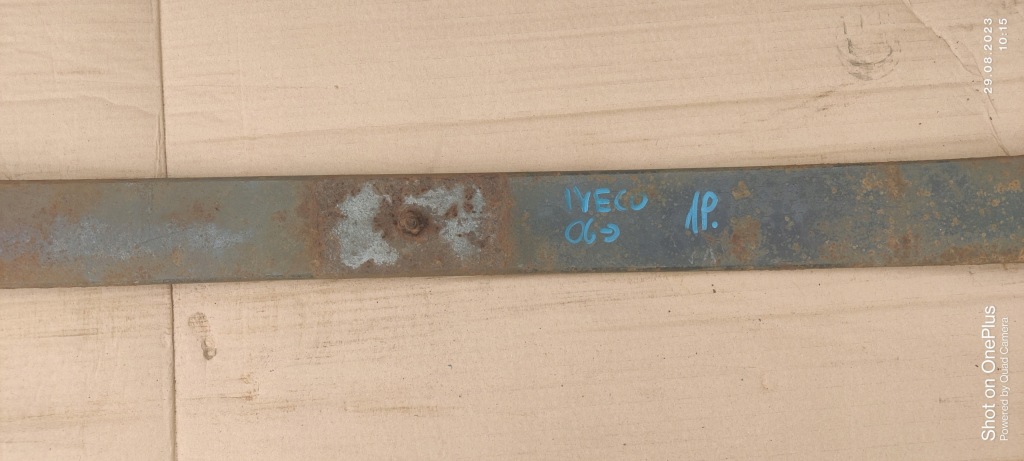 IVECO
06→
1P.
29.08.2023
10:15
Shot on OnePlus
Powered by Quad Camera